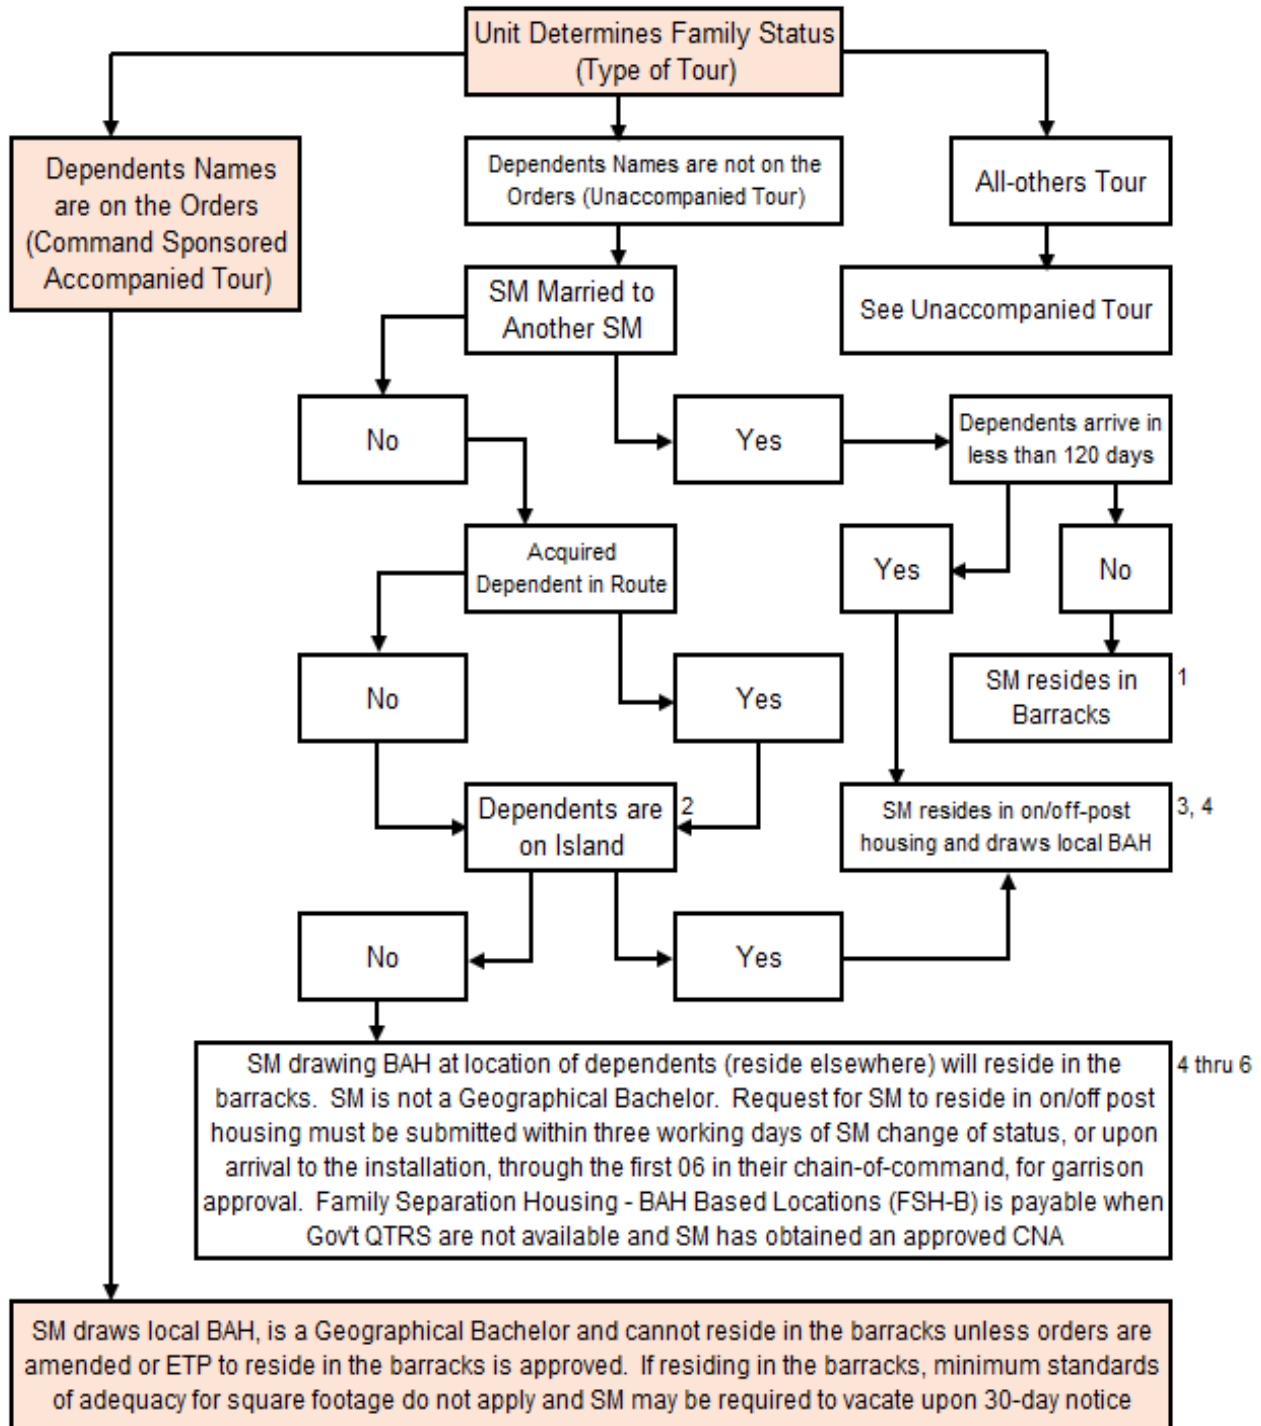 Unit Determines Family Status
(Type of Tour)
Dependents Names
are on the Orders
(Command Sponsored
Accompanied Tour)
Dependents Names are not on the
Orders (Unaccompanied Tour)
All-others Tour
SM Married to
Another SM
See Unaccompanied Tour
No
Yes
Dependents arrive in
less than 120 days
Acquired
Dependent in Route
Yes
No
No
Yes
SM resides in
Barracks
1
Dependents are
on Island
2
SM resides in on/off-post
housing and draws local BAH
3, 4
No
Yes
SM drawing BAH at location of dependents (reside elsewhere) will reside in the
barracks. SM is not a Geographical Bachelor. Request for SM to reside in on/off post
housing must be submitted within three working days of SM change of status, or upon
arrival to the installation, through the first 06 in their chain-of-command, for garrison
approval. Family Separation Housing - BAH Based Locations (FSH-B) is payable when
Gov't QTRS are not available and SM has obtained an approved CNA
4 thru 6
SM draws local BAH, is a Geographical Bachelor and cannot reside in the barracks unless orders are
amended or ETP to reside in the barracks is approved. If residing in the barracks, minimum standards
of adequacy for square footage do not apply and SM may be required to vacate upon 30-day notice